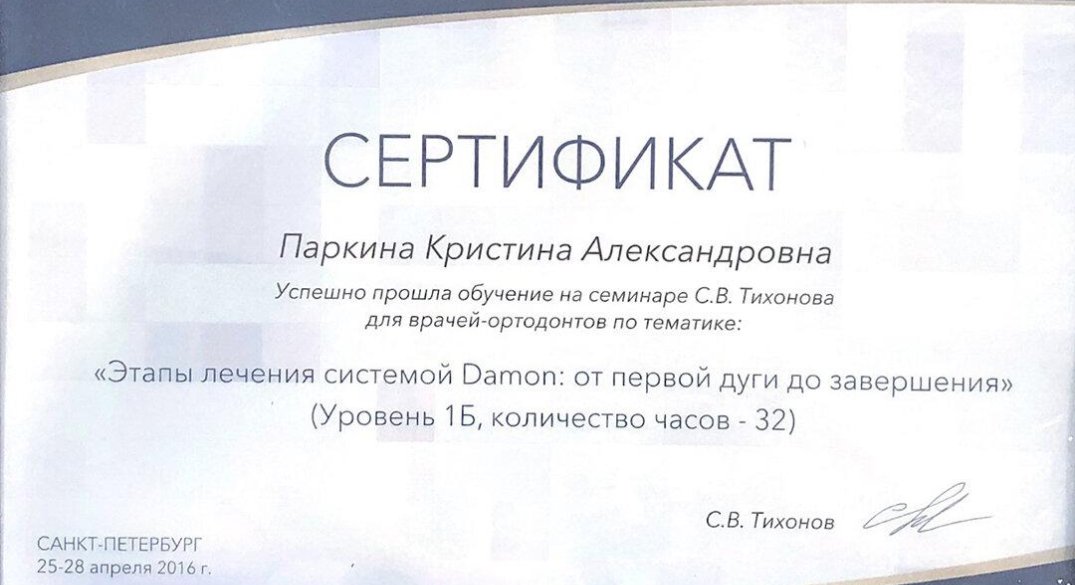 СЕРТИФИКАТ
Паркина Кристина Александровна
Успешно прошла обучение на семинаре С.В. Тихонова
для врачей-ортодонтов по тематике:
«Этапы лечения системой Damon: от первой дуги до завершения»
(Уровень 1Б, количество часов - 32)
С.В. Тихонов
САНКТ-ПЕТЕРБУРГ
25-28 апреля 2016 г.